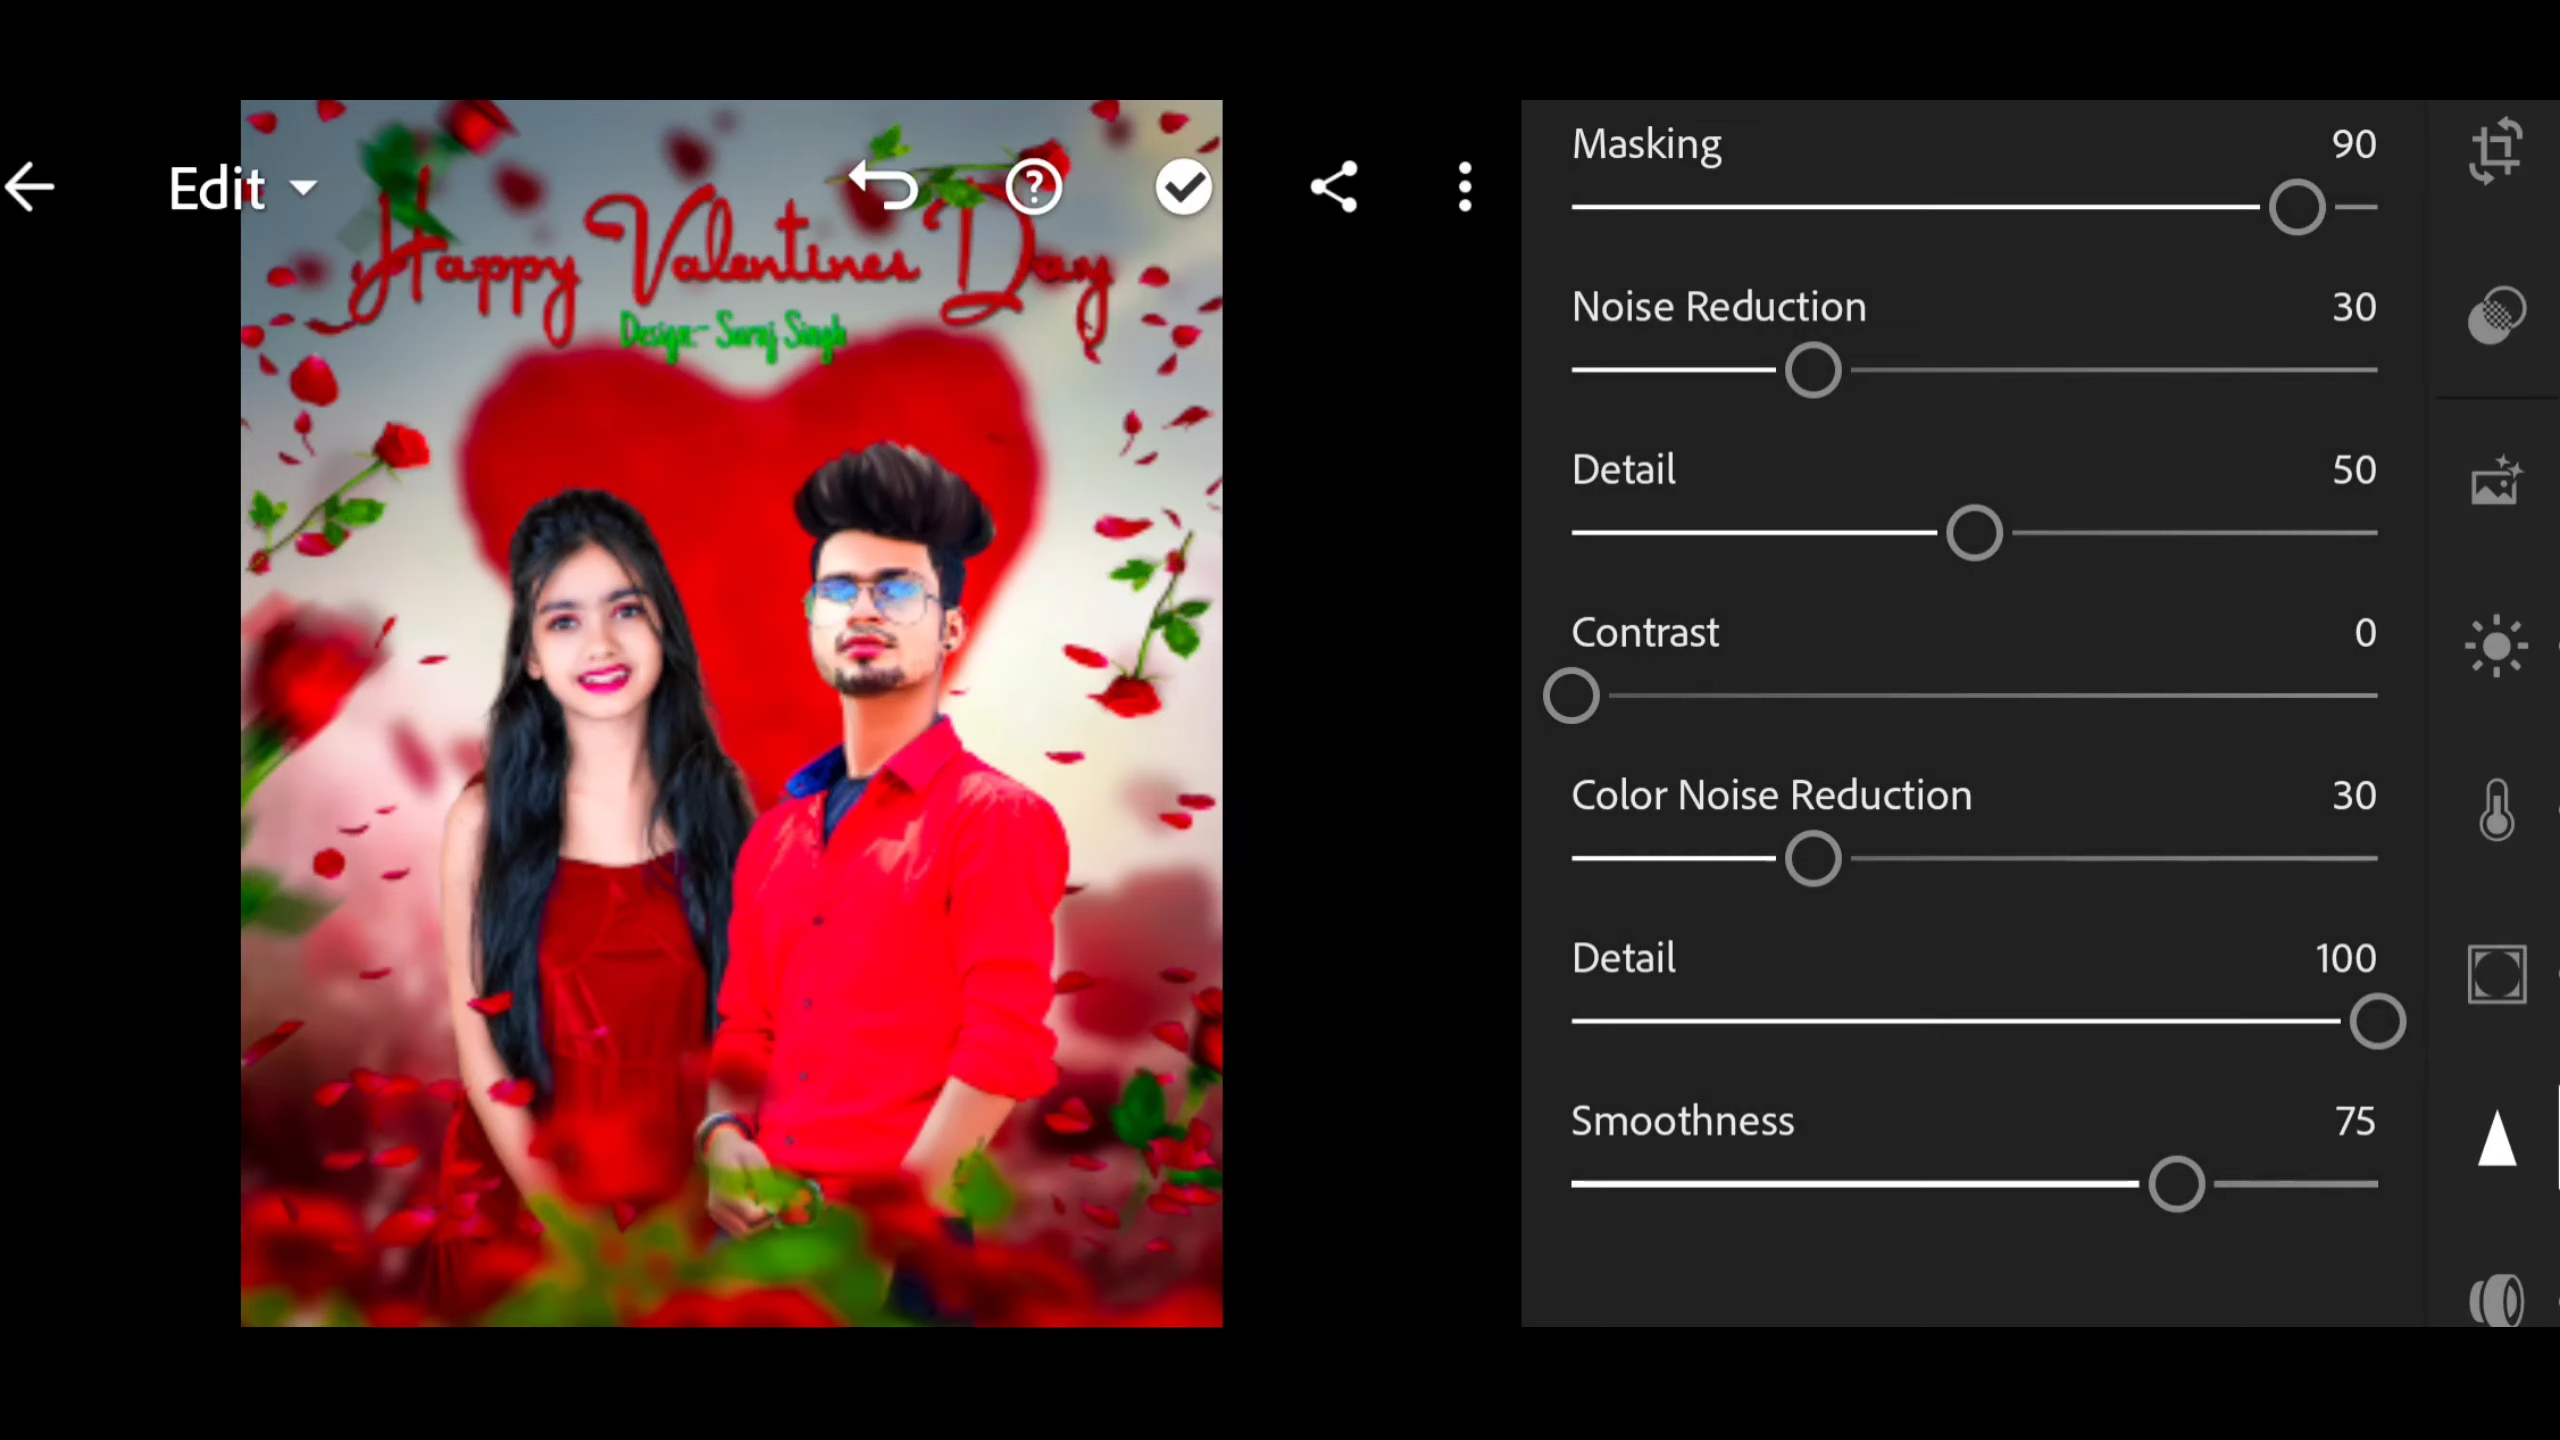 Edit
Happy Valentines Day
Design:- Suraj Singh
Masking 90
Noise Reduction 30
Detail 50
Contrast 0
Color Noise Reduction 30
Detail 100
Smoothness 75